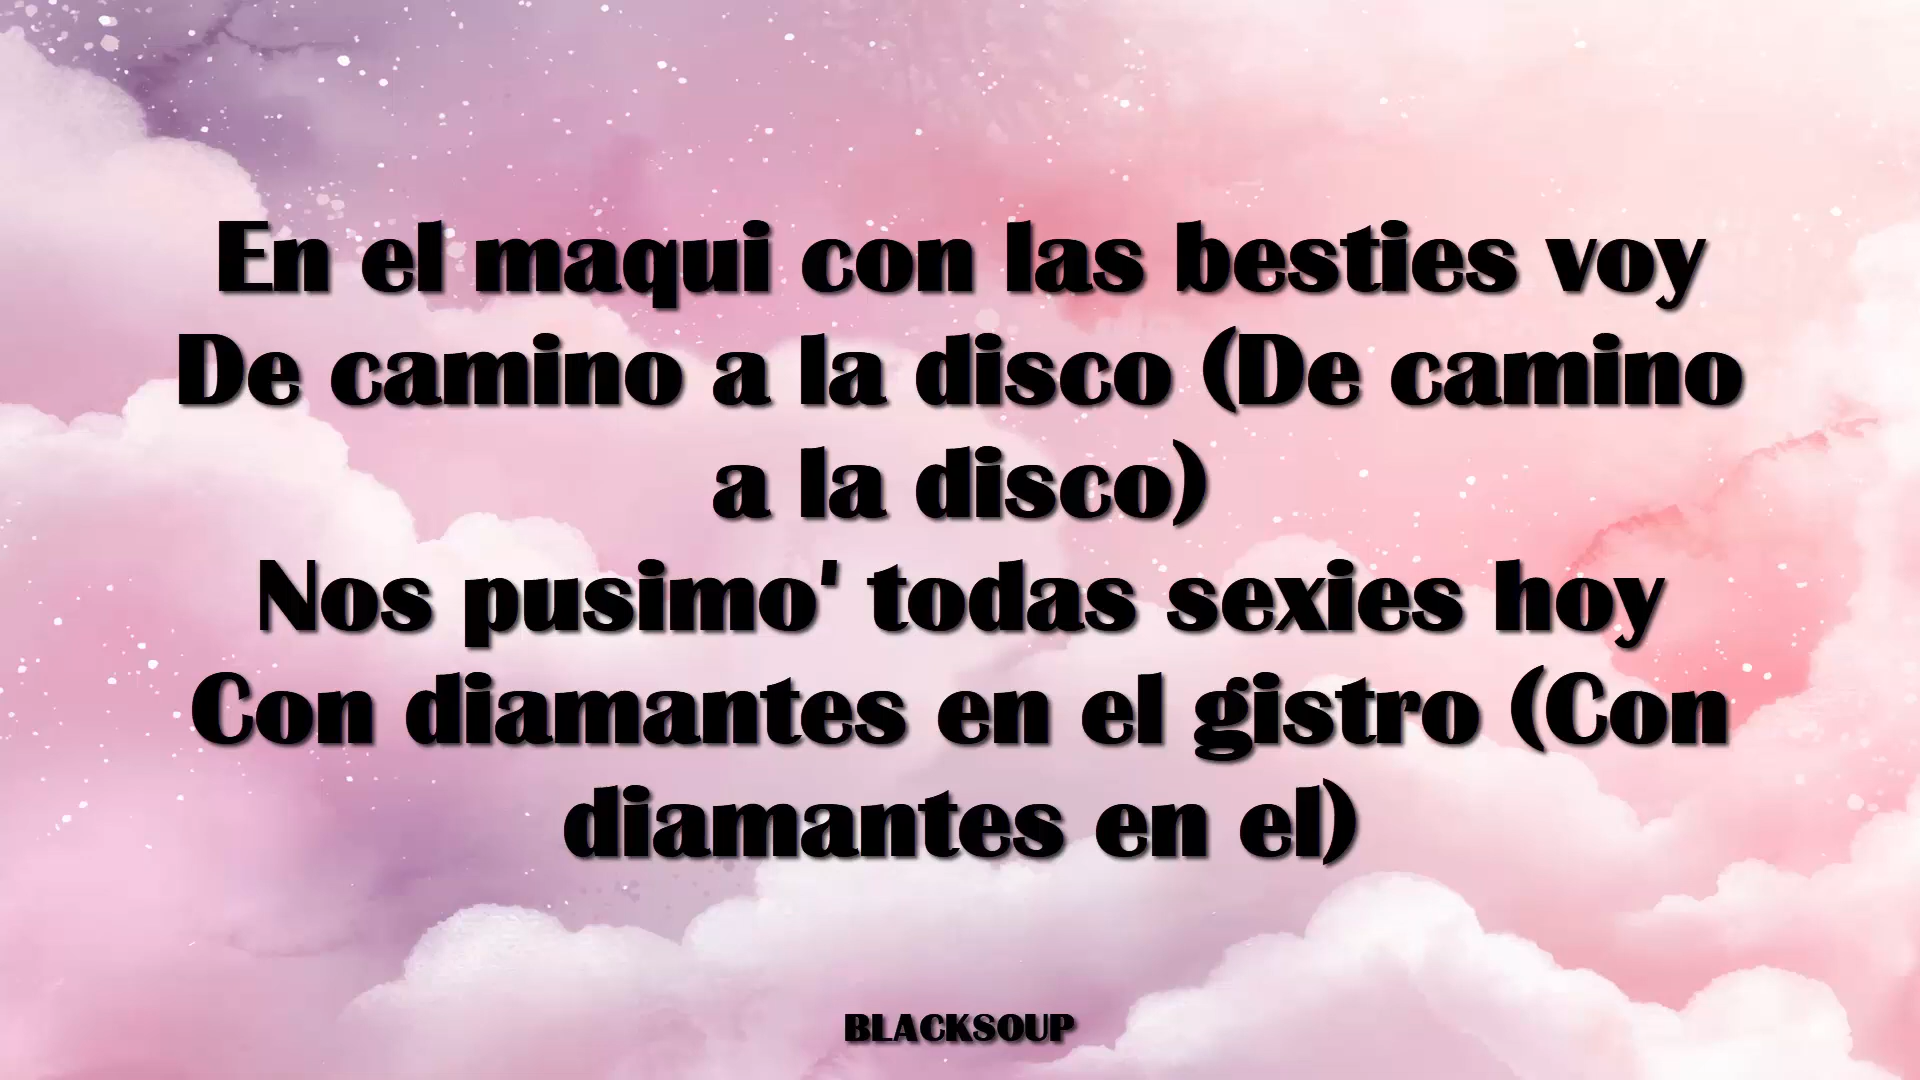 En el maqui con las besties voy
De camino a la disco (De camino
a la disco)
Nos pusimo' todas sexies hoy
Con diamantes en el gistro (Con
diamantes en el)
BLACKSOUP